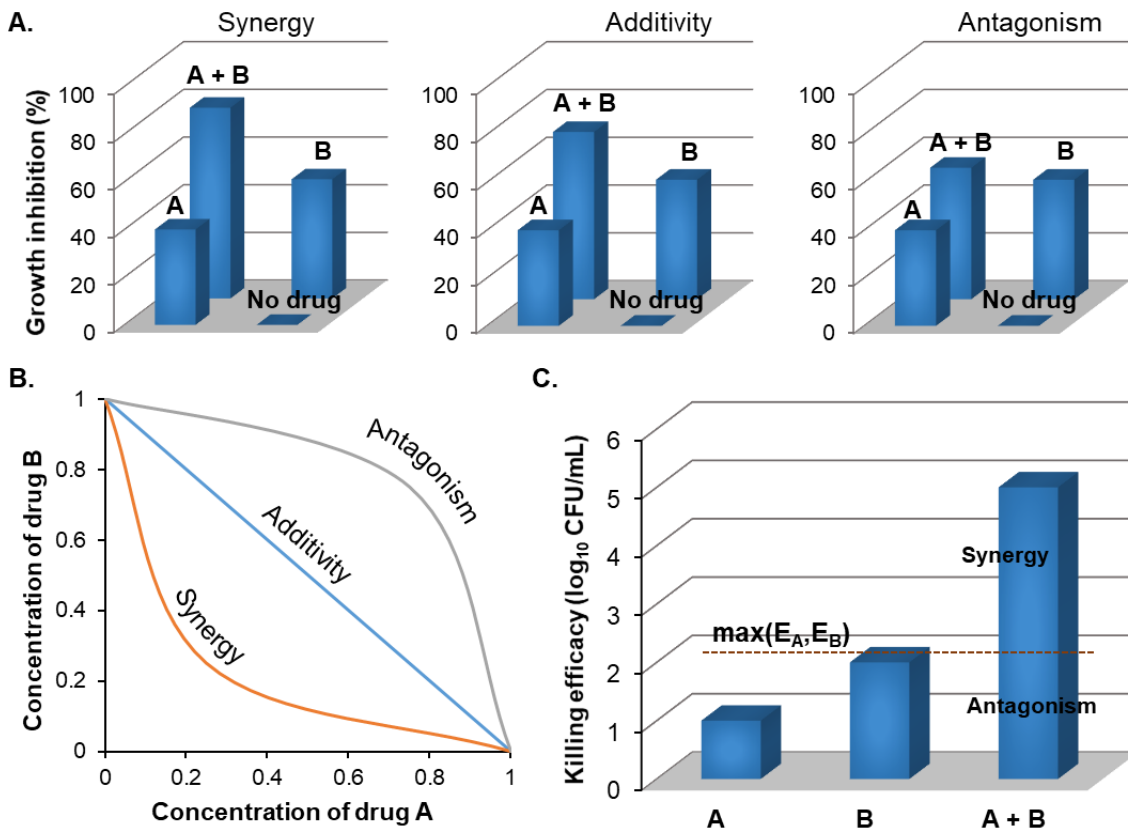 A.
Synergy
Additivity
Antagonism
Growth inhibition (%)
100
80
60
40
20
0
A + B
A
B
No drug
100
80
60
40
20
0
A + B
A
B
No drug
100
80
60
40
20
0
A + B
A
B
No drug
B.
Concentration of drug B
1
0.8
0.6
0.4
0.2
0
Antagonism
Additivity
Synergy
0
0.2
0.4
0.6
0.8
1
Concentration of drug A
C.
Killing efficacy (log₁₀ CFU/mL)
6
5
4
3
2
1
0
Synergy
max(E_A,E_B)
Antagonism
A
B
A + B